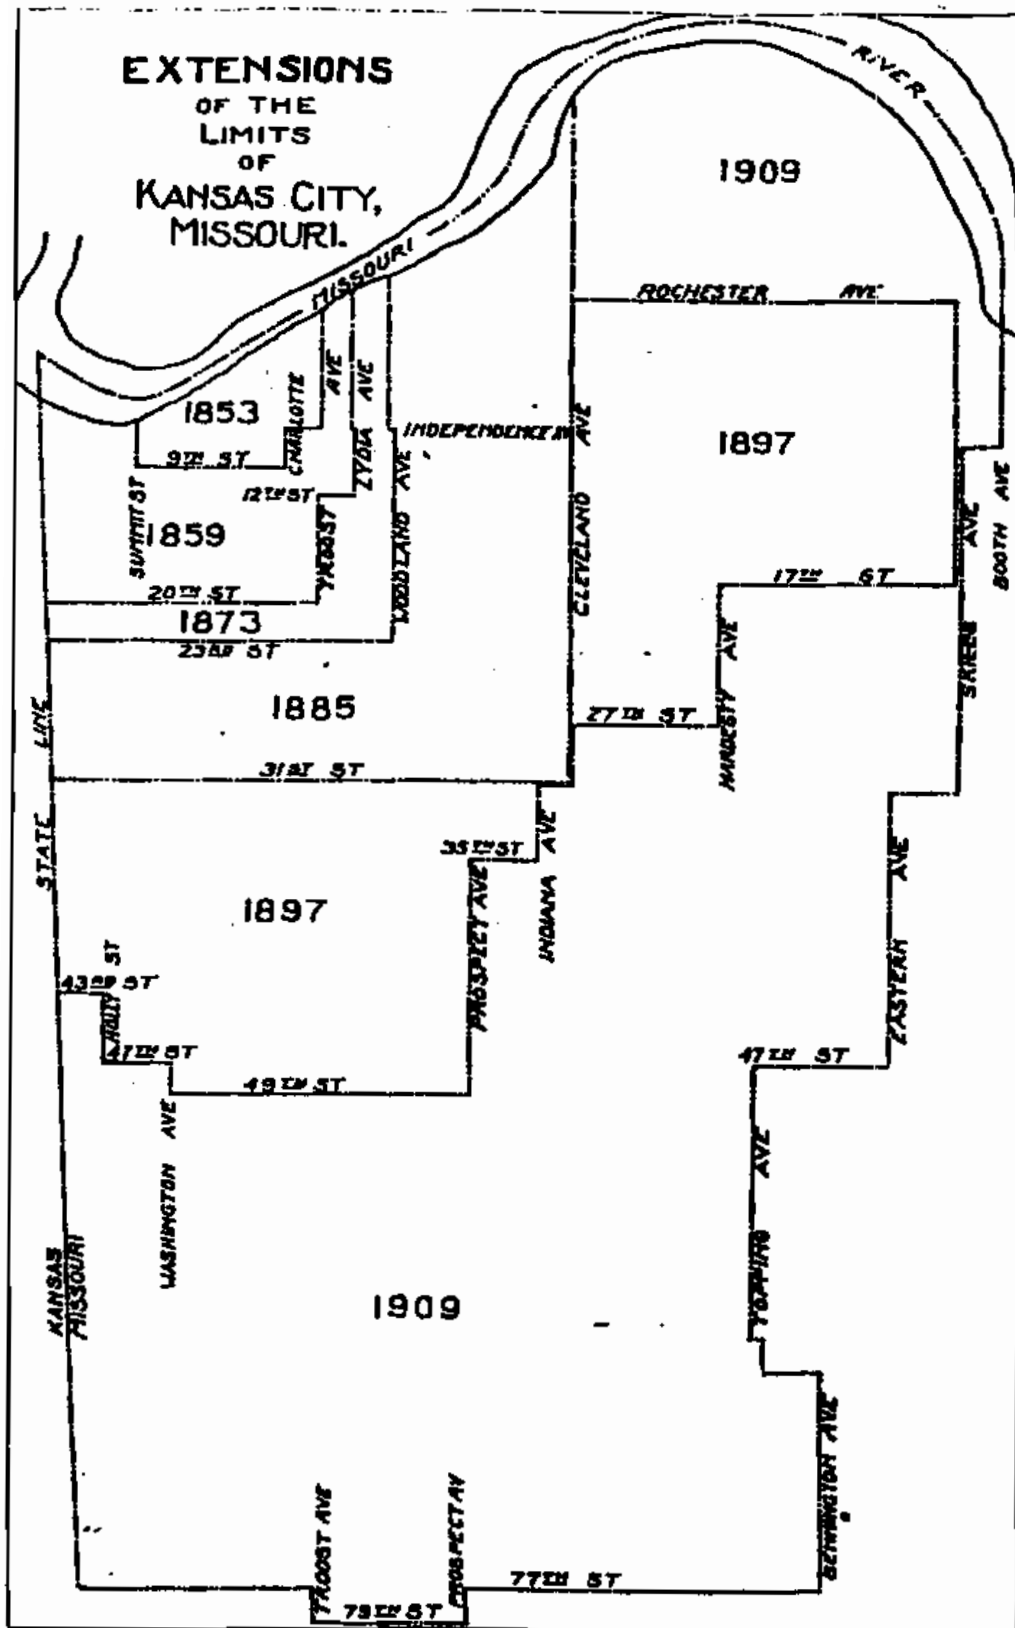 EXTENSIONS
OF THE
LIMITS
OF
KANSAS CITY,
MISSOURI.
MISSOURI
RIVER
1909
ROCHESTER AVE
1853
CHARLOTTE
AVE
LYDIA AVE
9TH ST
INDEPENDENCE AV
1897
12TH ST
SUMMIT ST
1859
TROOST
WOODLAND AVE
CLEVELAND AVE
BOOTH AVE
AVE
17TH ST
20TH ST
1873
23RD ST
HARDESTY AVE
1885
27TH ST
31ST ST
STATE LINE
35TH ST
INDIANA AVE
PROSPECT AVE
EASTERN AVE
1897
43RD ST
HOLLY ST
47TH ST
49TH ST
47TH ST
WASHINGTON AVE
TOPPING AVE
KANSAS
MISSOURI
1909
BENNINGTON AVE
TROOST AVE
PROSPECT AV
77TH ST
79TH ST